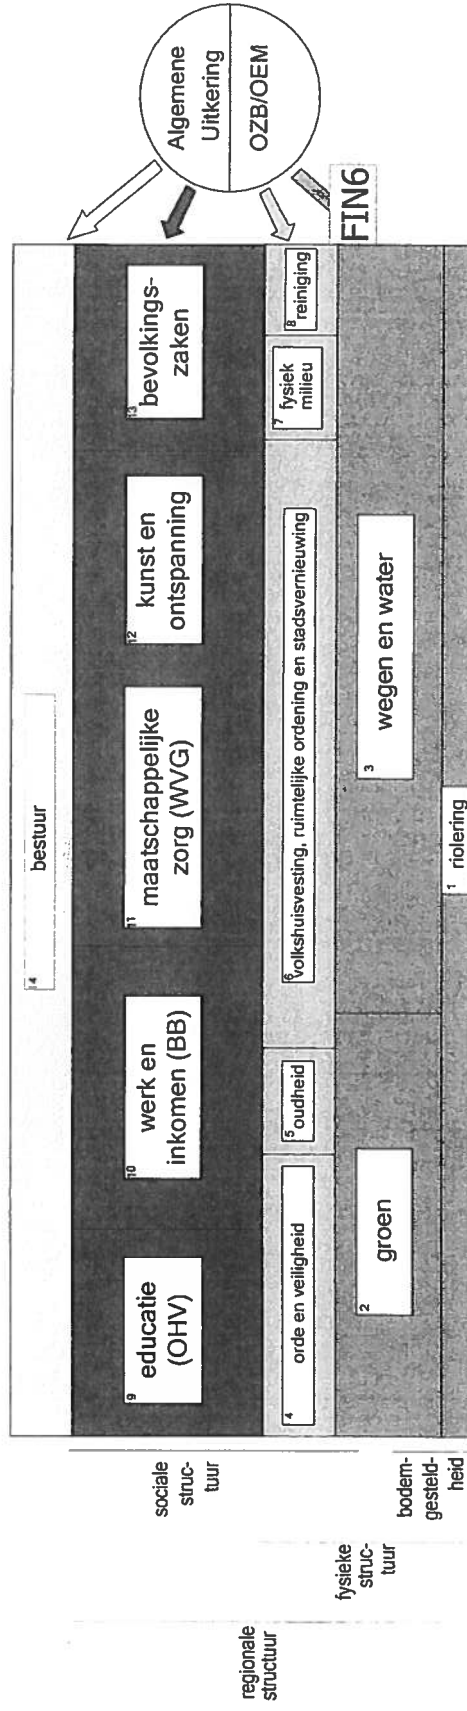 14 bestuur
9 educatie
(OHV)
10 werk en
inkomen (BB)
11 maatschappelijke
zorg (WVG)
12 kunst en
ontspanning
13 bevolkings-
zaken
4 orde en veiligheid
5 oudheid
6 volkshuisvesting, ruimtelijke ordening en stadsvernieuwing
7 fysiek
milieu
8 reiniging
2 groen
3 wegen en water
1 riolering
Algemene
Uitkering
OZB/OEM
FIN6
sociale
struc-
tuur
bodem-
gesteld-
heid
fysieke
struc-
tuur
regionale
structuur